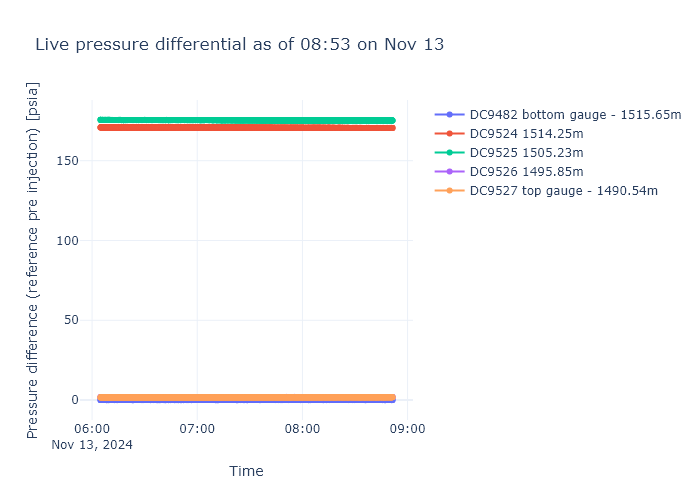 Live pressure differential as of 08:53 on Nov 13
Pressure difference (reference pre injection) [psia]
150
100
50
0
06:00
Nov 13, 2024
07:00
08:00
09:00
Time
DC9482 bottom gauge - 1515.65m
DC9524 1514.25m
DC9525 1505.23m
DC9526 1495.85m
DC9527 top gauge - 1490.54m